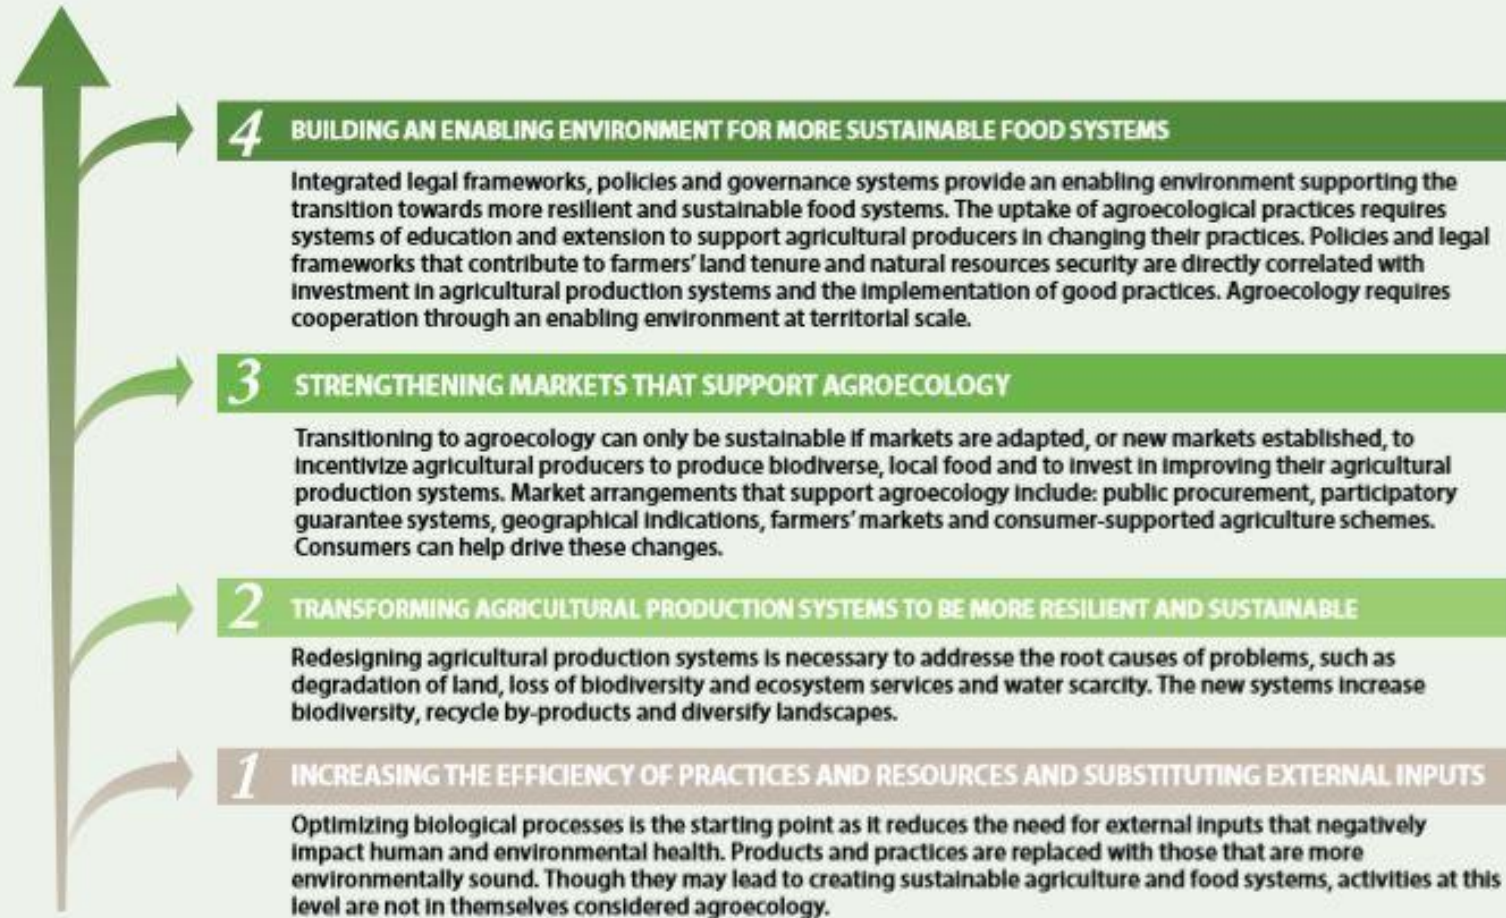 4 BUILDING AN ENABLING ENVIRONMENT FOR MORE SUSTAINABLE FOOD SYSTEMS
Integrated legal frameworks, policies and governance systems provide an enabling environment supporting the
transition towards more resilient and sustainable food systems. The uptake of agroecological practices requires
systems of education and extension to support agricultural producers in changing their practices. Policies and legal
frameworks that contribute to farmers' land tenure and natural resources security are directly correlated with
investment in agricultural production systems and the implementation of good practices. Agroecology requires
cooperation through an enabling environment at territorial scale.
3 STRENGTHENING MARKETS THAT SUPPORT AGROECOLOGY
Transitioning to agroecology can only be sustainable if markets are adapted, or new markets established, to
incentivize agricultural producers to produce biodiverse, local food and to invest in improving their agricultural
production systems. Market arrangements that support agroecology include: public procurement, participatory
guarantee systems, geographical indications, farmers' markets and consumer-supported agriculture schemes.
Consumers can help drive these changes.
2 TRANSFORMING AGRICULTURAL PRODUCTION SYSTEMS TO BE MORE RESILIENT AND SUSTAINABLE
Redesigning agricultural production systems is necessary to addresse the root causes of problems, such as
degradation of land, loss of biodiversity and ecosystem services and water scarcity. The new systems increase
biodiversity, recycle by-products and diversify landscapes.
1 INCREASING THE EFFICIENCY OF PRACTICES AND RESOURCES AND SUBSTITUTING EXTERNAL INPUTS
Optimizing biological processes is the starting point as it reduces the need for external inputs that negatively
impact human and environmental health. Products and practices are replaced with those that are more
environmentally sound. Though they may lead to creating sustainable agriculture and food systems, activities at this
level are not in themselves considered agroecology.